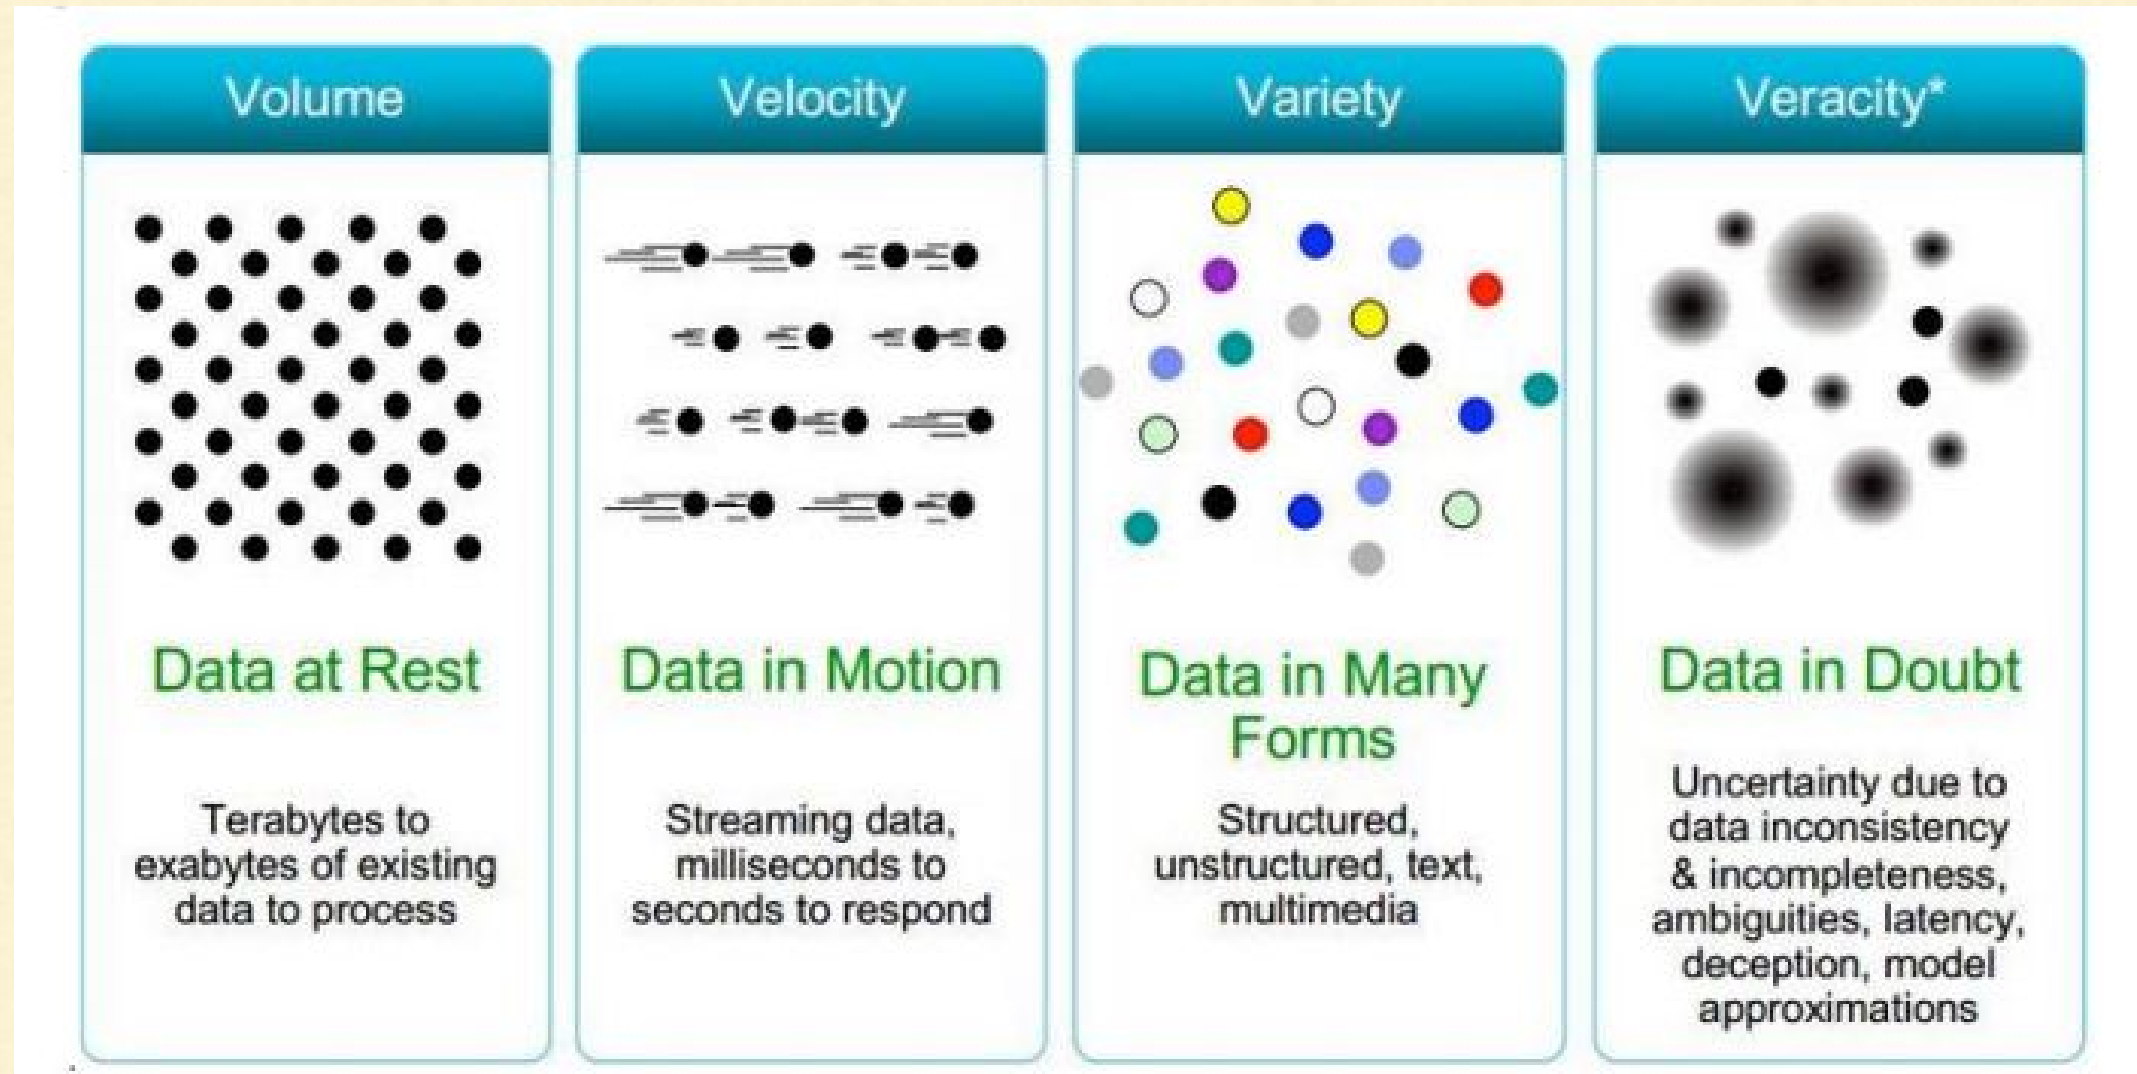 Volume
Data at Rest
Terabytes to
exabytes of existing
data to process
Velocity
Data in Motion
Streaming data,
milliseconds to
seconds to respond
Variety
Data in Many
Forms
Structured,
unstructured, text,
multimedia
Veracity*
Data in Doubt
Uncertainty due to
data inconsistency
& incompleteness,
ambiguities, latency,
deception, model
approximations